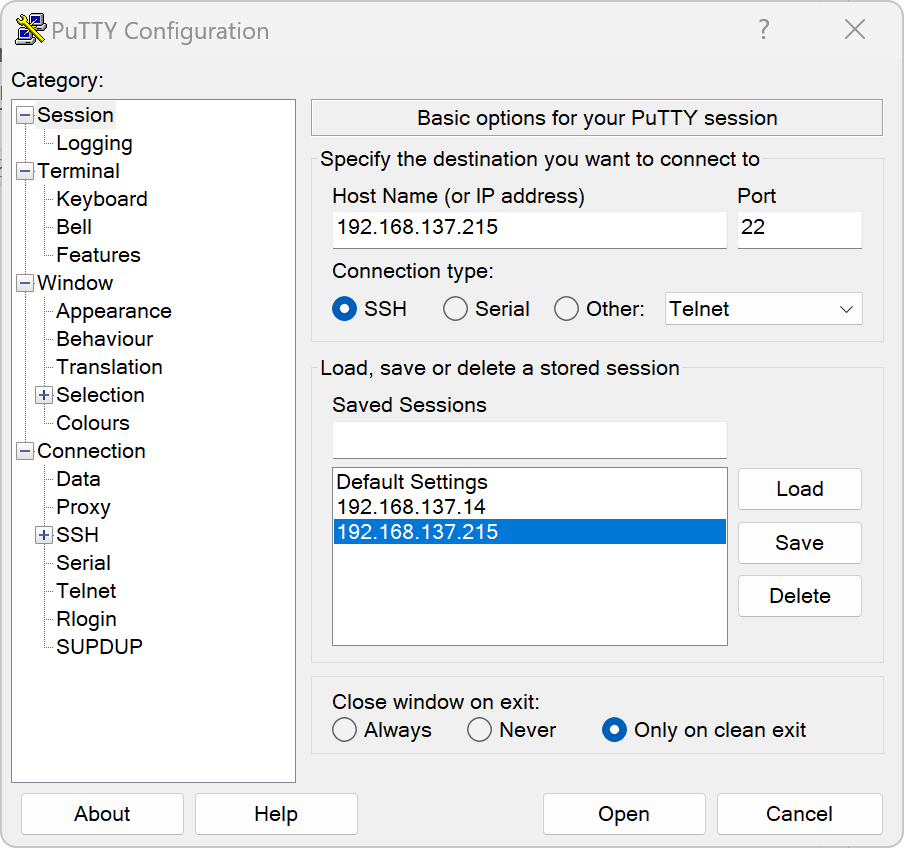 PuTTY Configuration
?
Category:
Session
Logging
Terminal
Keyboard
Bell
Features
Window
Appearance
Behaviour
Translation
Selection
Colours
Connection
Data
Proxy
SSH
Serial
Telnet
Rlogin
SUPDUP
Basic options for your PuTTY session
Specify the destination you want to connect to
Host Name (or IP address) Port
192.168.137.215 22
Connection type:
SSH Serial Other: Telnet
Load, save or delete a stored session
Saved Sessions
Default Settings
192.168.137.14
192.168.137.215
Load
Save
Delete
Close window on exit:
Always Never Only on clean exit
About Help Open Cancel